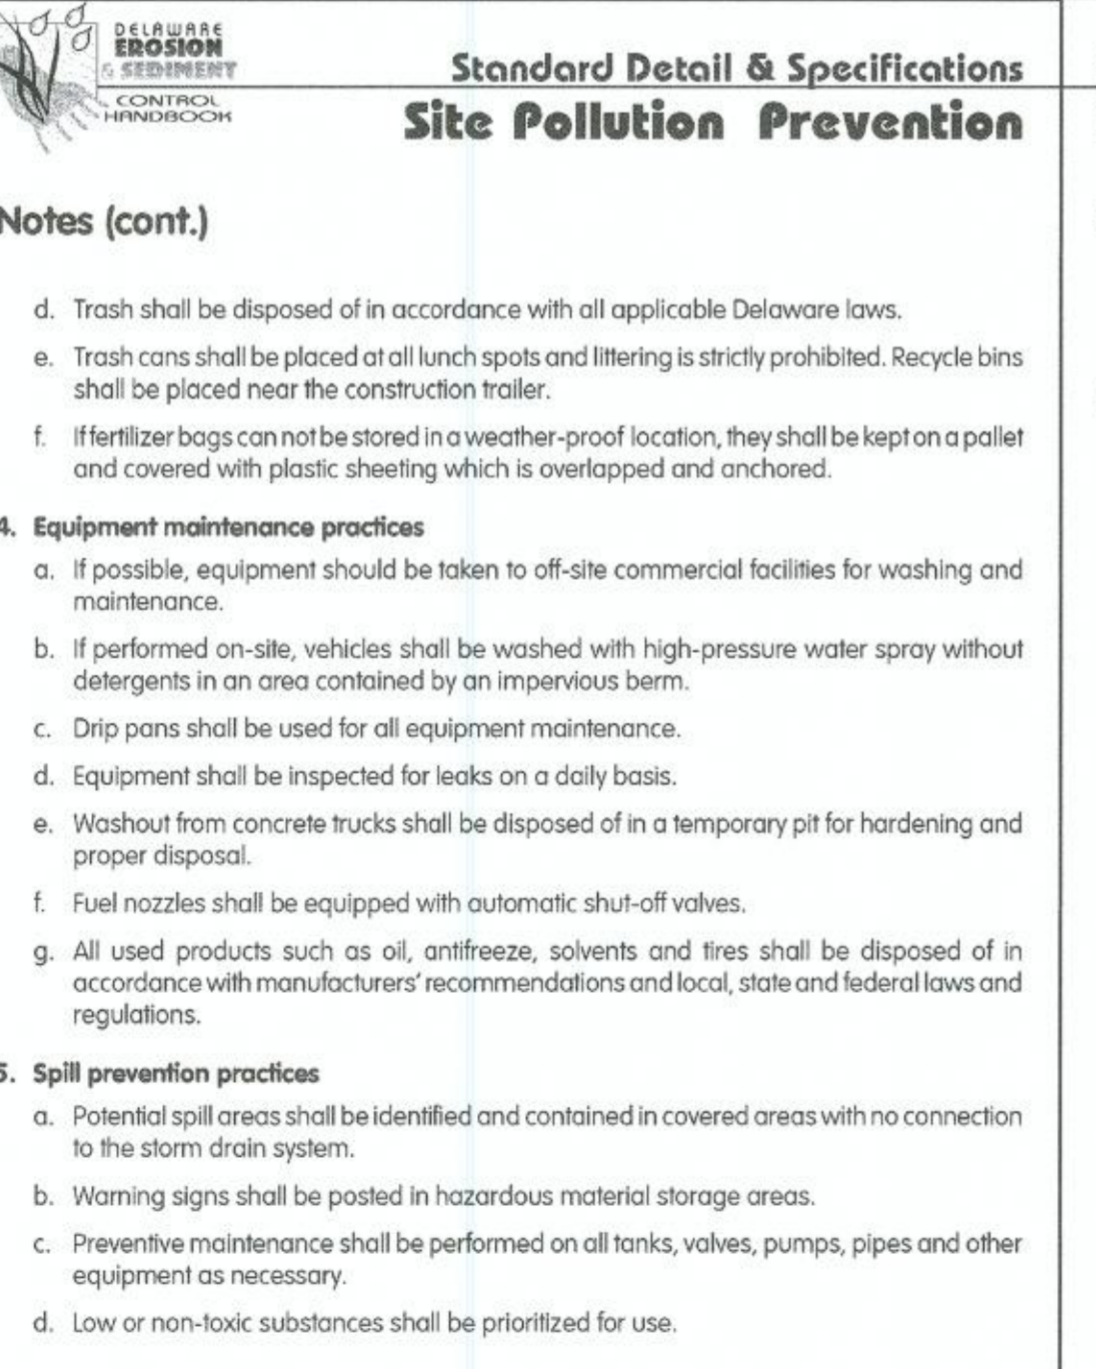 DELAWARE
EROSION
& SEDIMENT
CONTROL
HANDBOOK
Standard Detail & Specifications
Site Pollution Prevention
Notes (cont.)
d. Trash shall be disposed of in accordance with all applicable Delaware laws.
e. Trash cans shall be placed at all lunch spots and littering is strictly prohibited. Recycle bins
shall be placed near the construction trailer.
f. If fertilizer bags can not be stored in a weather-proof location, they shall be kept on a pallet
and covered with plastic sheeting which is overlapped and anchored.
4. Equipment maintenance practices
a. If possible, equipment should be taken to off-site commercial facilities for washing and
maintenance.
b. If performed on-site, vehicles shall be washed with high-pressure water spray without
detergents in an area contained by an impervious berm.
c. Drip pans shall be used for all equipment maintenance.
d. Equipment shall be inspected for leaks on a daily basis.
e. Washout from concrete trucks shall be disposed of in a temporary pit for hardening and
proper disposal.
f. Fuel nozzles shall be equipped with automatic shut-off valves.
g. All used products such as oil, antifreeze, solvents and tires shall be disposed of in
accordance with manufacturers' recommendations and local, state and federal laws and
regulations.
5. Spill prevention practices
a. Potential spill areas shall be identified and contained in covered areas with no connection
to the storm drain system.
b. Warning signs shall be posted in hazardous material storage areas.
c. Preventive maintenance shall be performed on all tanks, valves, pumps, pipes and other
equipment as necessary.
d. Low or non-toxic substances shall be prioritized for use.